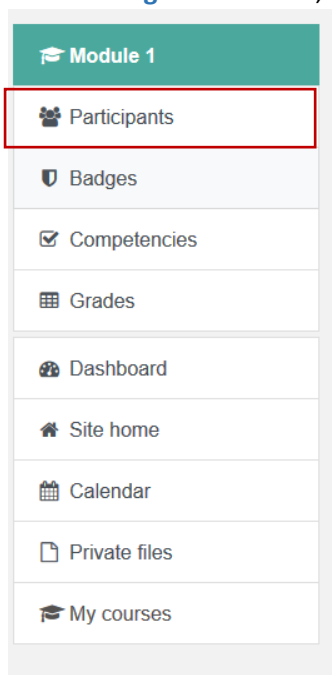 Module 1
Participants
Badges
Competencies
Grades
Dashboard
Site home
Calendar
Private files
My courses